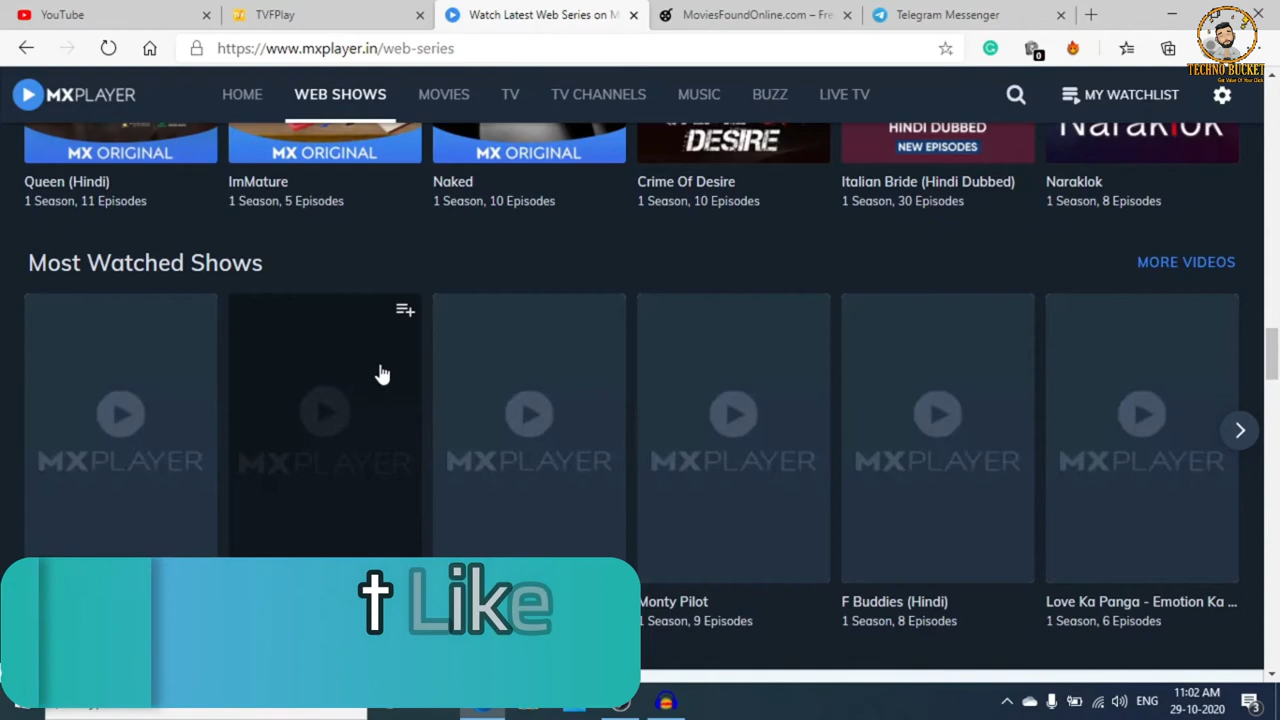 YouTube
TVFPlay
Watch Latest Web Series on M
MoviesFoundOnline.com – Fre
Telegram Messenger
https://www.mxplayer.in/web-series
0
TECHNO BUCKET
MXPLAYER
HOME
WEB SHOWS
MOVIES
TV
TV CHANNELS
MUSIC
BUZZ
LIVE TV
MY WATCHLIST
MX ORIGINAL
MX ORIGINAL
MX ORIGINAL
DESIRE
HINDI DUBBED
NEW EPISODES
Naraklok
Queen (Hindi)
1 Season, 11 Episodes
ImMature
1 Season, 5 Episodes
Naked
1 Season, 10 Episodes
Crime Of Desire
1 Season, 10 Episodes
Italian Bride (Hindi Dubbed)
1 Season, 30 Episodes
Naraklok
1 Season, 8 Episodes
Most Watched Shows
MORE VIDEOS
MXPLAYER
MXPLAYER
MXPLAYER
MXPLAYER
MXPLAYER
MXPLAYER
t Like
Monty Pilot
1 Season, 9 Episodes
F Buddies (Hindi)
1 Season, 8 Episodes
Love Ka Panga - Emotion Ka ...
1 Season, 6 Episodes
ENG
11:02 AM
29-10-2020
3